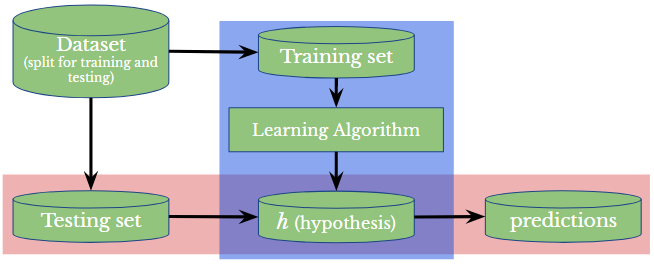 Dataset
(split for training and
testing)
Training set
Learning Algorithm
Testing set
h (hypothesis)
predictions